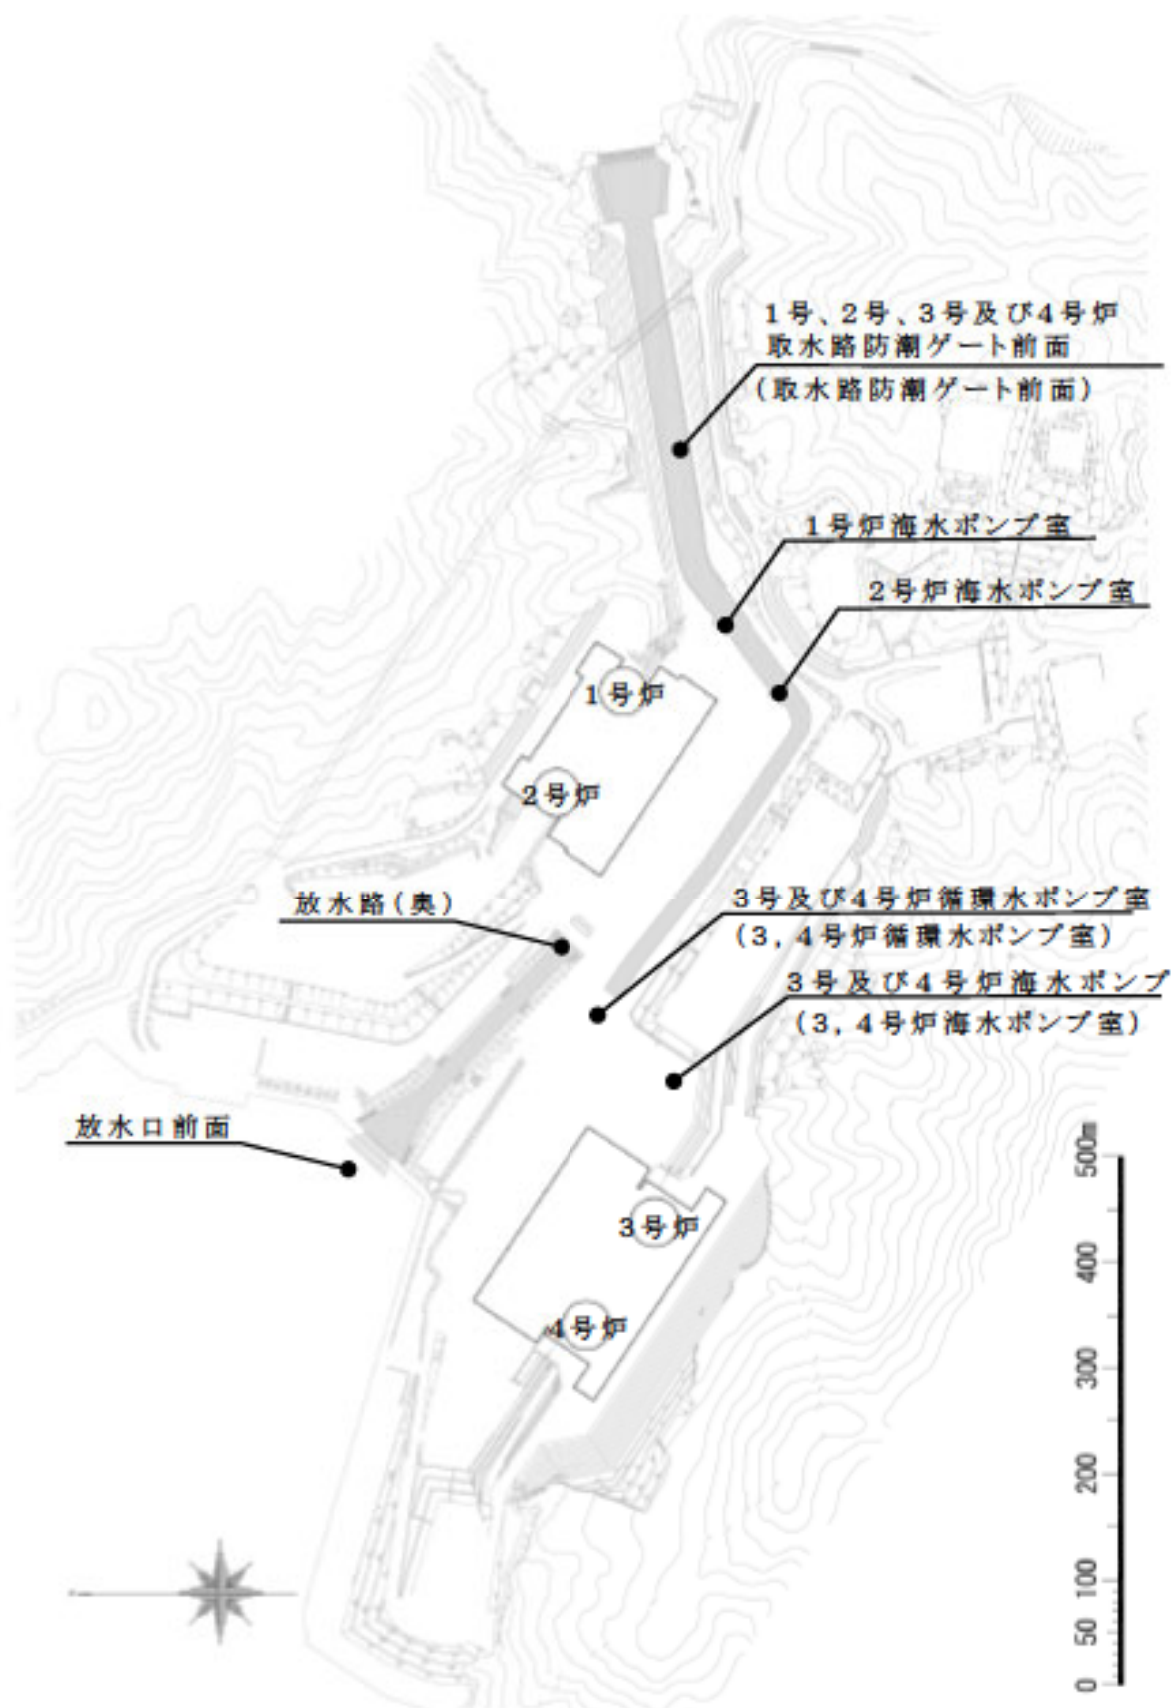 1号、2号、3号及び4号炉
取水路防潮ゲート前面
(取水路防潮ゲート前面)
1号炉海水ポンプ室
2号炉海水ポンプ室
1号炉
2号炉
放水路(奥)
3号及び4号炉循環水ポンプ室
(3,4号炉循環水ポンプ室)
3号及び4号炉海水ポンプ
(3,4号炉海水ポンプ室)
放水口前面
3号炉
4号炉
500m
400
300
200
100
50
0